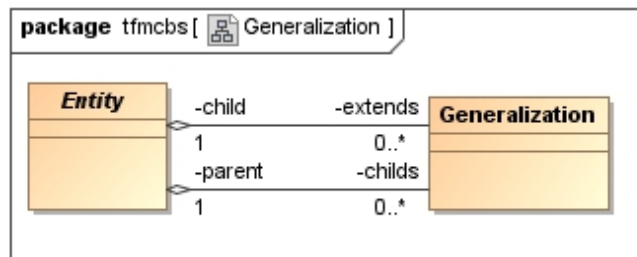 package tfmcbs[ Generalization ]
Entity
-child
-extends
Generalization
1
0..*
-parent
-childs
1
0..*